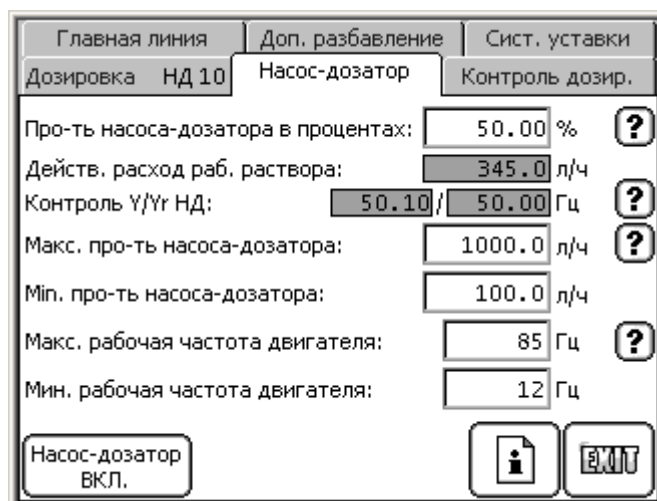 Главная линия Доп. разбавление Сист. уставки
Дозировка НД 10 Насос-дозатор Контроль дозир.
Про-ть насоса-дозатора в процентах: 50.00 % ?
Действ. расход раб. раствора: 345.0 л/ч
Контроль Y/Yr НД: 50.10 / 50.00 Гц ?
Макс. про-ть насоса-дозатора: 1000.0 л/ч ?
Min. про-ть насоса-дозатора: 100.0 л/ч
Макс. рабочая частота двигателя: 85 Гц ?
Мин. рабочая частота двигателя: 12 Гц
Насос-дозатор
ВКЛ.
i EXIT